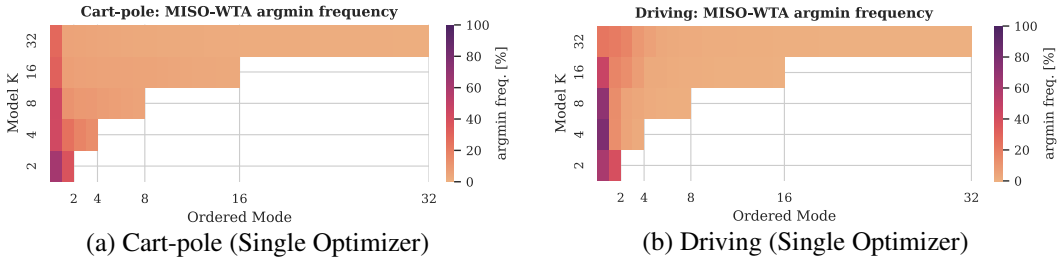 Cart-pole: MISO-WTA argmin frequency
Model K
32
16
8
4
2
2 4 8 16 32
Ordered Mode
100
80
60
40
20
0
argmin freq. [%]
(a) Cart-pole (Single Optimizer)
Driving: MISO-WTA argmin frequency
Model K
32
16
8
4
2
2 4 8 16 32
Ordered Mode
100
80
60
40
20
0
argmin freq. [%]
(b) Driving (Single Optimizer)